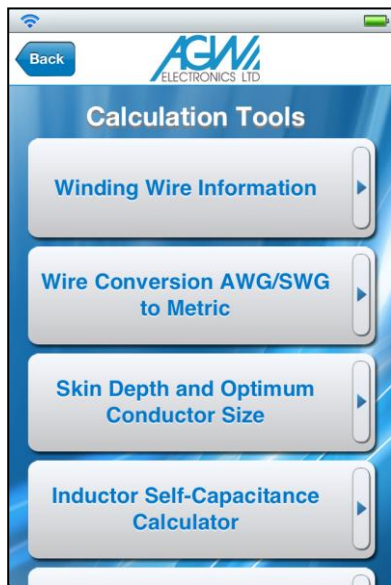 Back
AGW
ELECTRONICS LTD
Calculation Tools
Winding Wire Information
Wire Conversion AWG/SWG
to Metric
Skin Depth and Optimum
Conductor Size
Inductor Self-Capacitance
Calculator